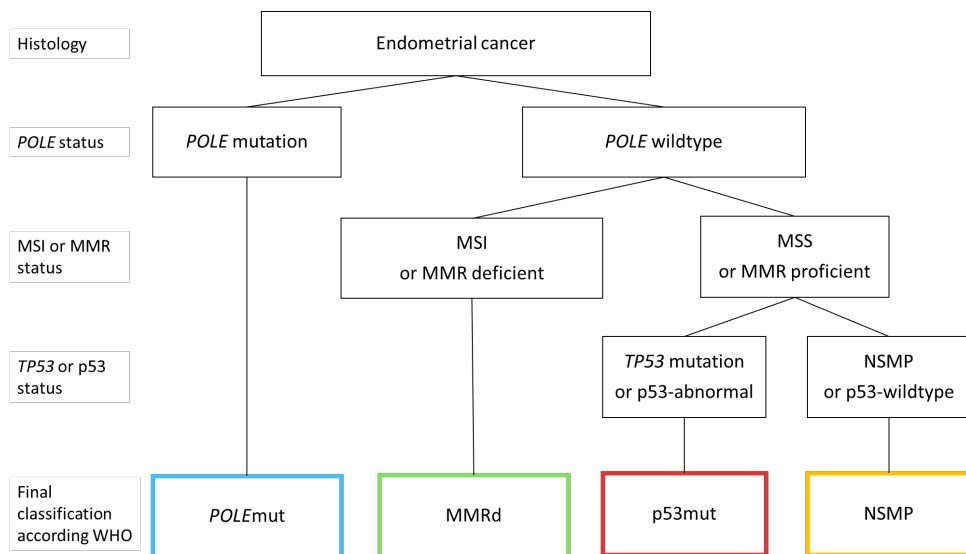 Histology
Endometrial cancer
POLE status
POLE mutation
POLE wildtype
MSI or MMR
status
MSI
or MMR deficient
MSS
or MMR proficient
TP53 or p53
status
TP53 mutation
or p53-abnormal
NSMP
or p53-wildtype
Final
classification
according WHO
POLEmut
MMRd
p53mut
NSMP